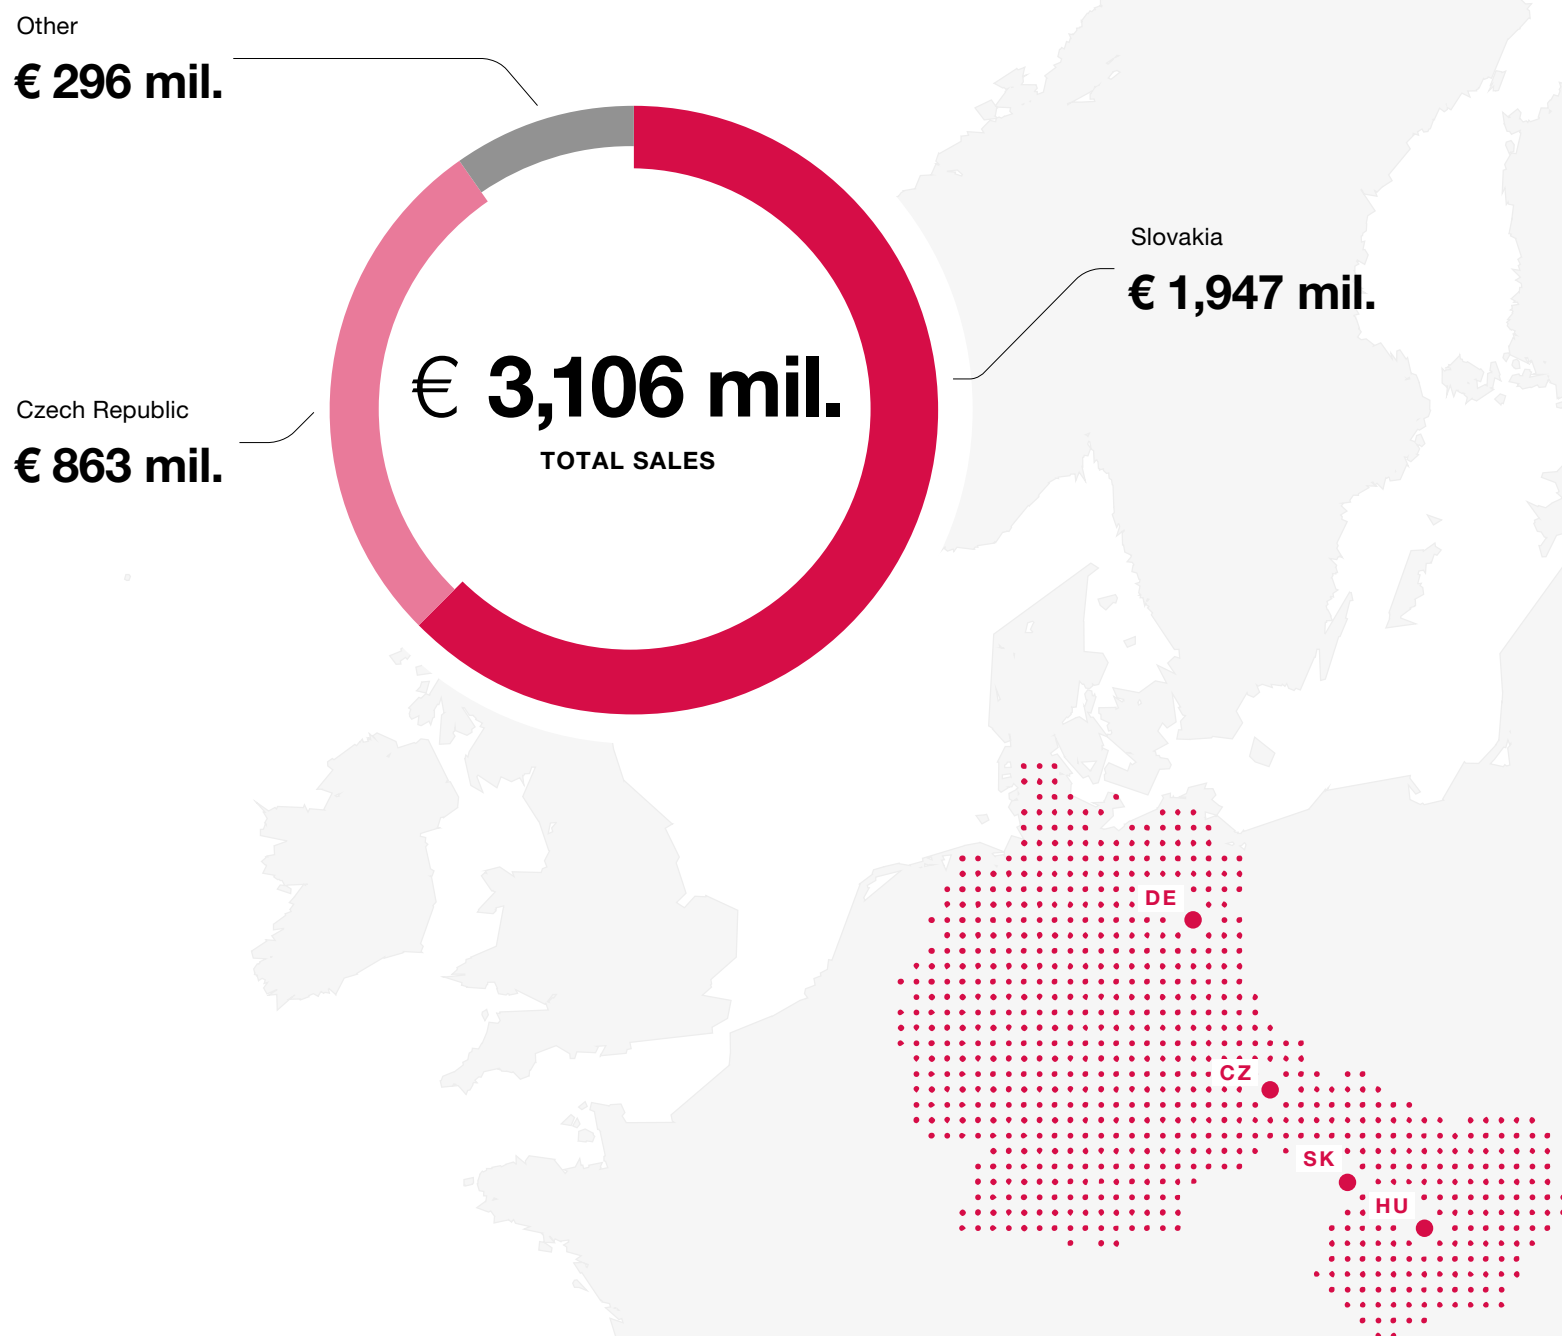 Other
€ 296 mil.
Slovakia
€ 1,947 mil.
€ 3,106 mil.
TOTAL SALES
Czech Republic
€ 863 mil.
DE
CZ
SK
HU